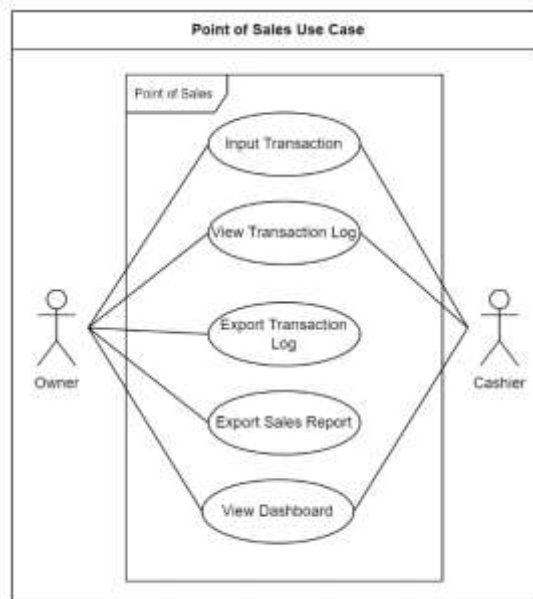 Point of Sales Use Case
Point of Sales
Input Transaction
View Transaction Log
Export Transaction
Log
Owner
Cashier
Export Sales Report
View Dashboard